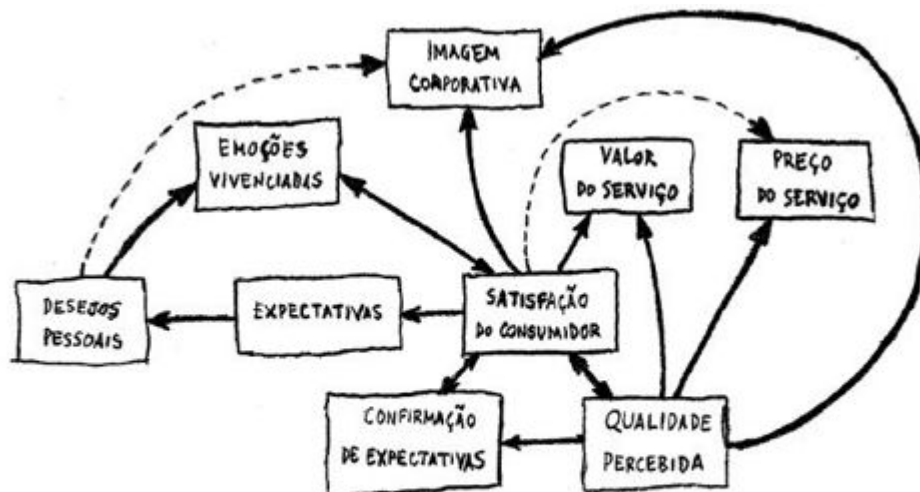 IMAGEM
CORPORATIVA
EMOÇÕES
VIVENCIADAS
VALOR
DO SERVIÇO
PREÇO
DO SERVIÇO
DESEJOS
PESSOAIS
EXPECTATIVAS
SATISFAÇÃO
DO CONSUMIDOR
CONFIRMAÇÃO
DE EXPECTATIVAS
QUALIDADE
PERCEBIDA